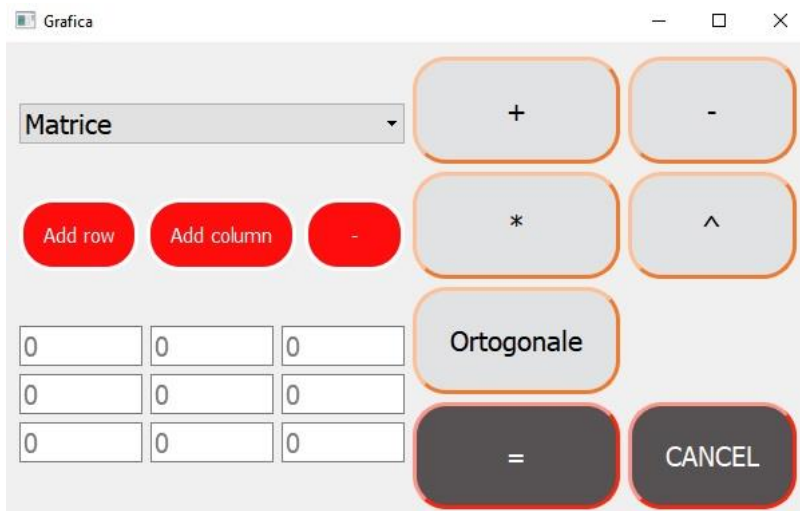 Grafica
Matrice
+
-
Add row
Add column
-
*
^
0 0 0
0 0 0
0 0 0
Ortogonale
=
CANCEL